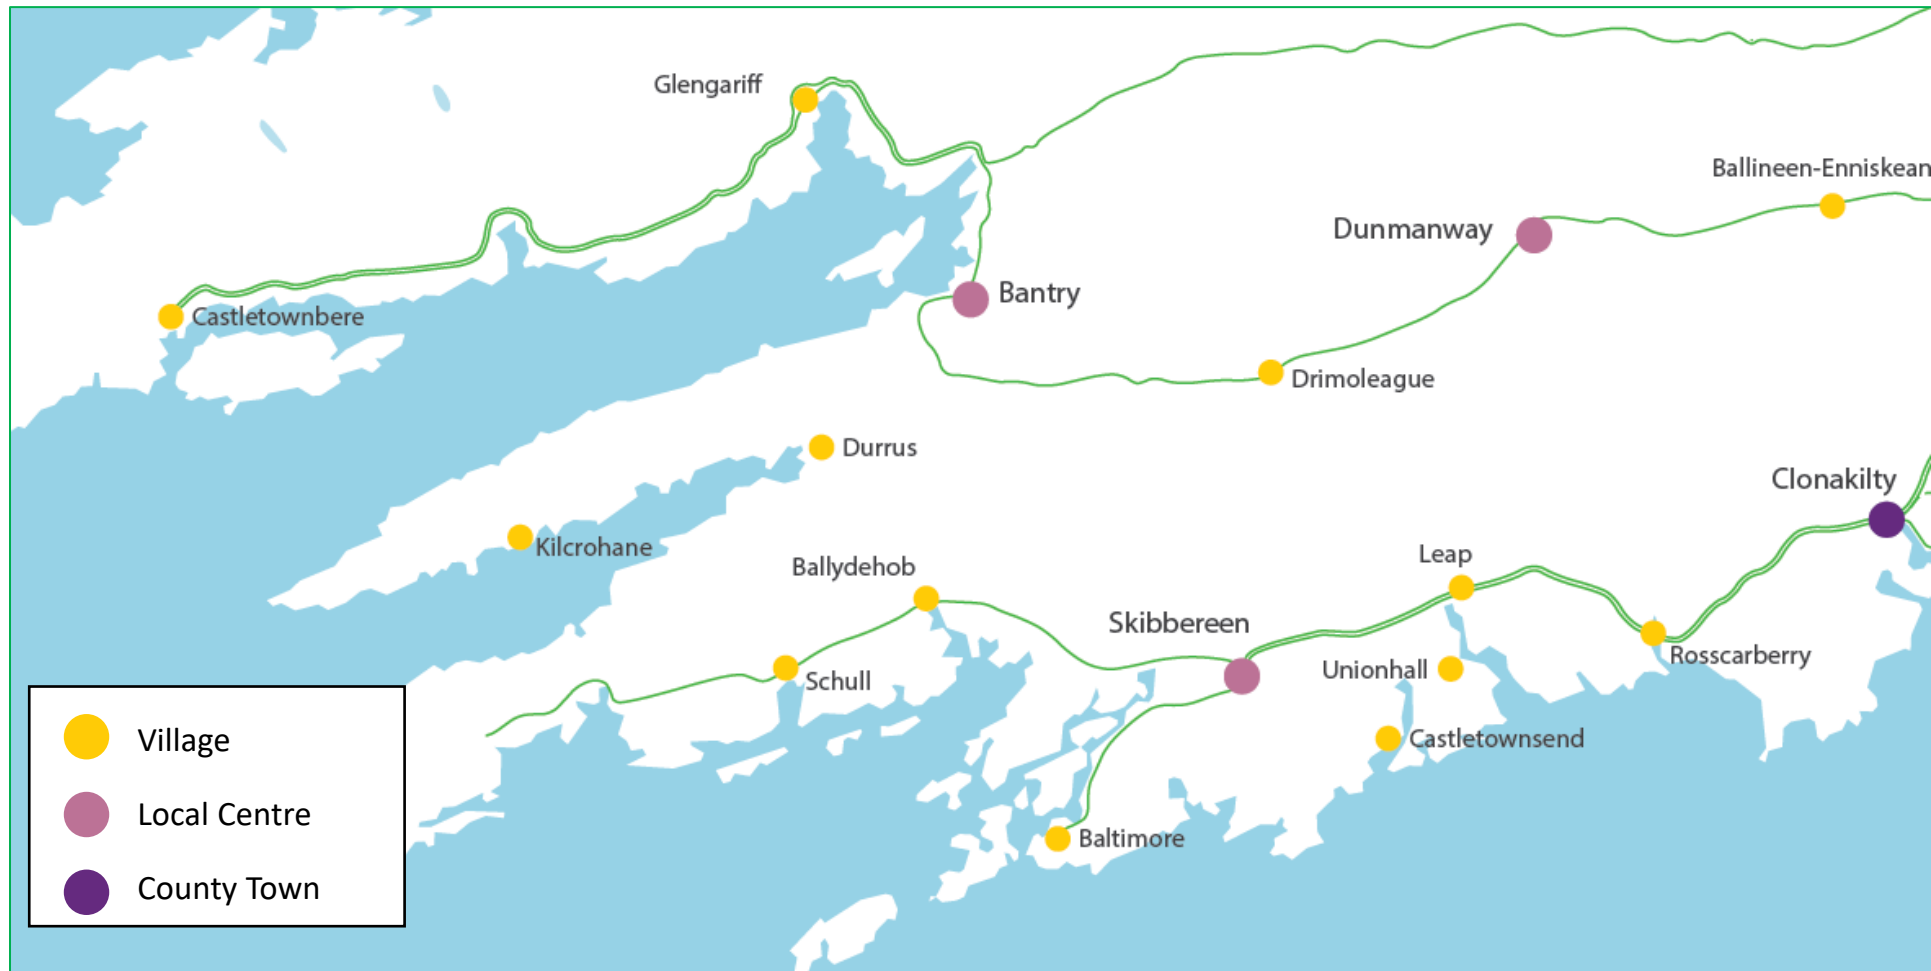 Glengariff
Ballineen-Enniskean
Dunmanway
Bantry
Castletownbere
Drimoleague
Durrus
Clonakilty
Kilcrohane
Leap
Ballydehob
Skibbereen
Rosscarberry
Unionhall
Schull
Castletownsend
Baltimore
Village
Local Centre
County Town